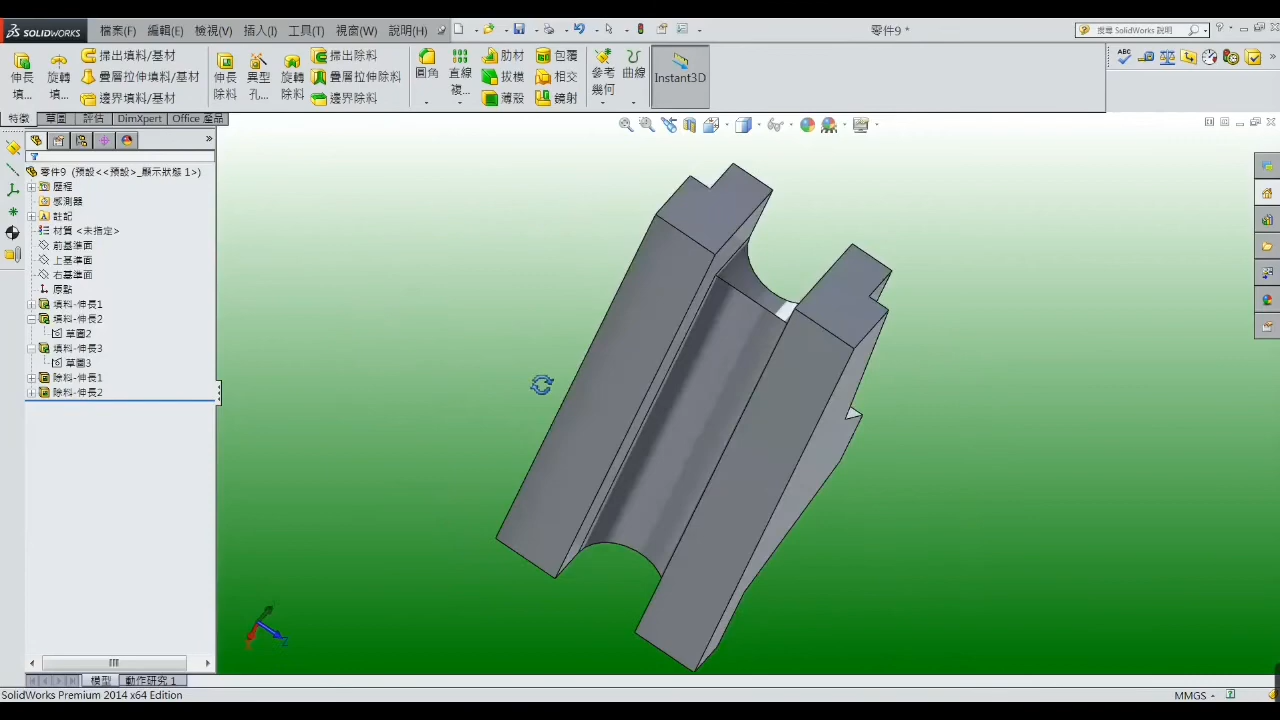 SOLIDWORKS 檔案(F) 編輯(E) 檢視(V) 插入(I) 工具(T) 視窗(W) 說明(H) 零件9 * 搜尋 SolidWorks 說明
伸長填... 旋轉填... 掃出填料/基材 伸長除料 異型孔... 旋轉除料 掃出除料 圓角 直線複... 肋材 包覆 參考幾何 曲線 Instant3D
疊層拉伸填料/基材 疊層拉伸除料 拔模 相交
邊界填料/基材 邊界除料 薄殼 鏡射
特徵 草圖 評估 DimXpert Office 產品
零件9 (預設<<預設>_顯示狀態 1>)
歷程
感測器
註記
材質 <未指定>
前基準面
上基準面
右基準面
原點
填料-伸長1
填料-伸長2
草圖2
填料-伸長3
草圖3
除料-伸長1
除料-伸長2
模型 動作研究 1
SolidWorks Premium 2014 x64 Edition MMGS